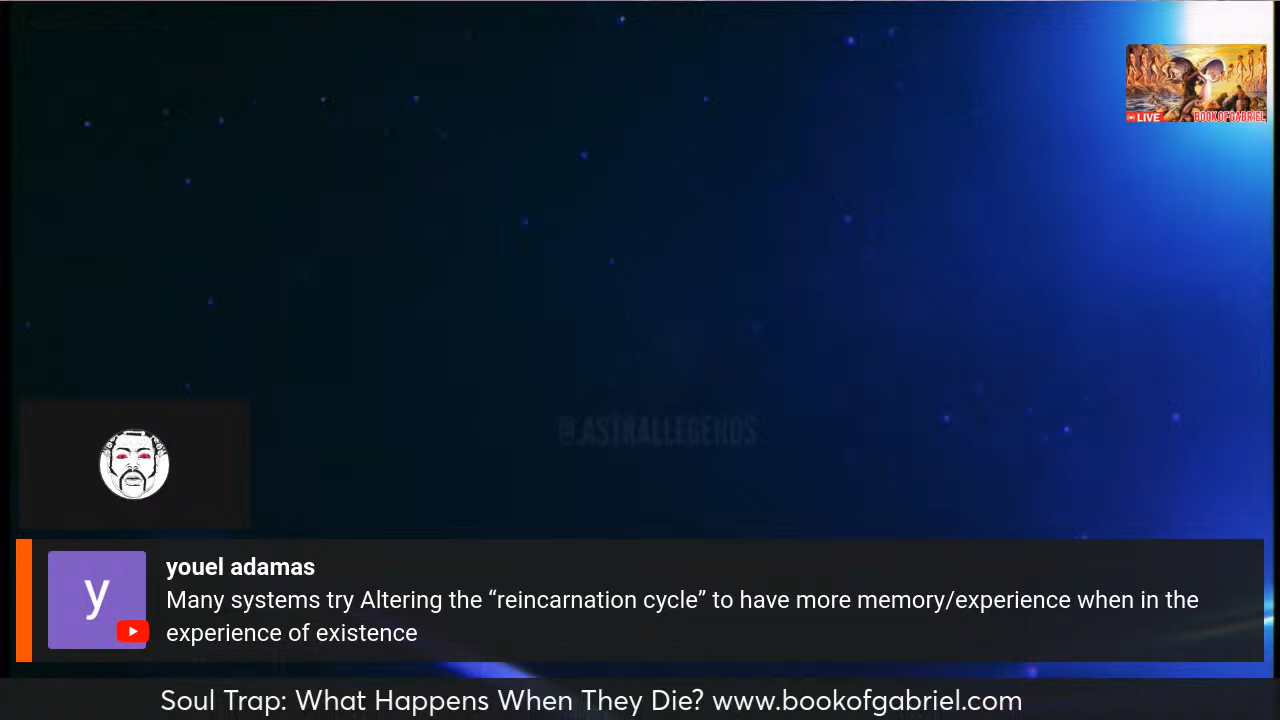 LIVE
BOOK OF GABRIEL
@ASTRALLEGENDS
y
youel adamas
Many systems try Altering the “reincarnation cycle” to have more memory/experience when in the
experience of existence
Soul Trap: What Happens When They Die? www.bookofgabriel.com